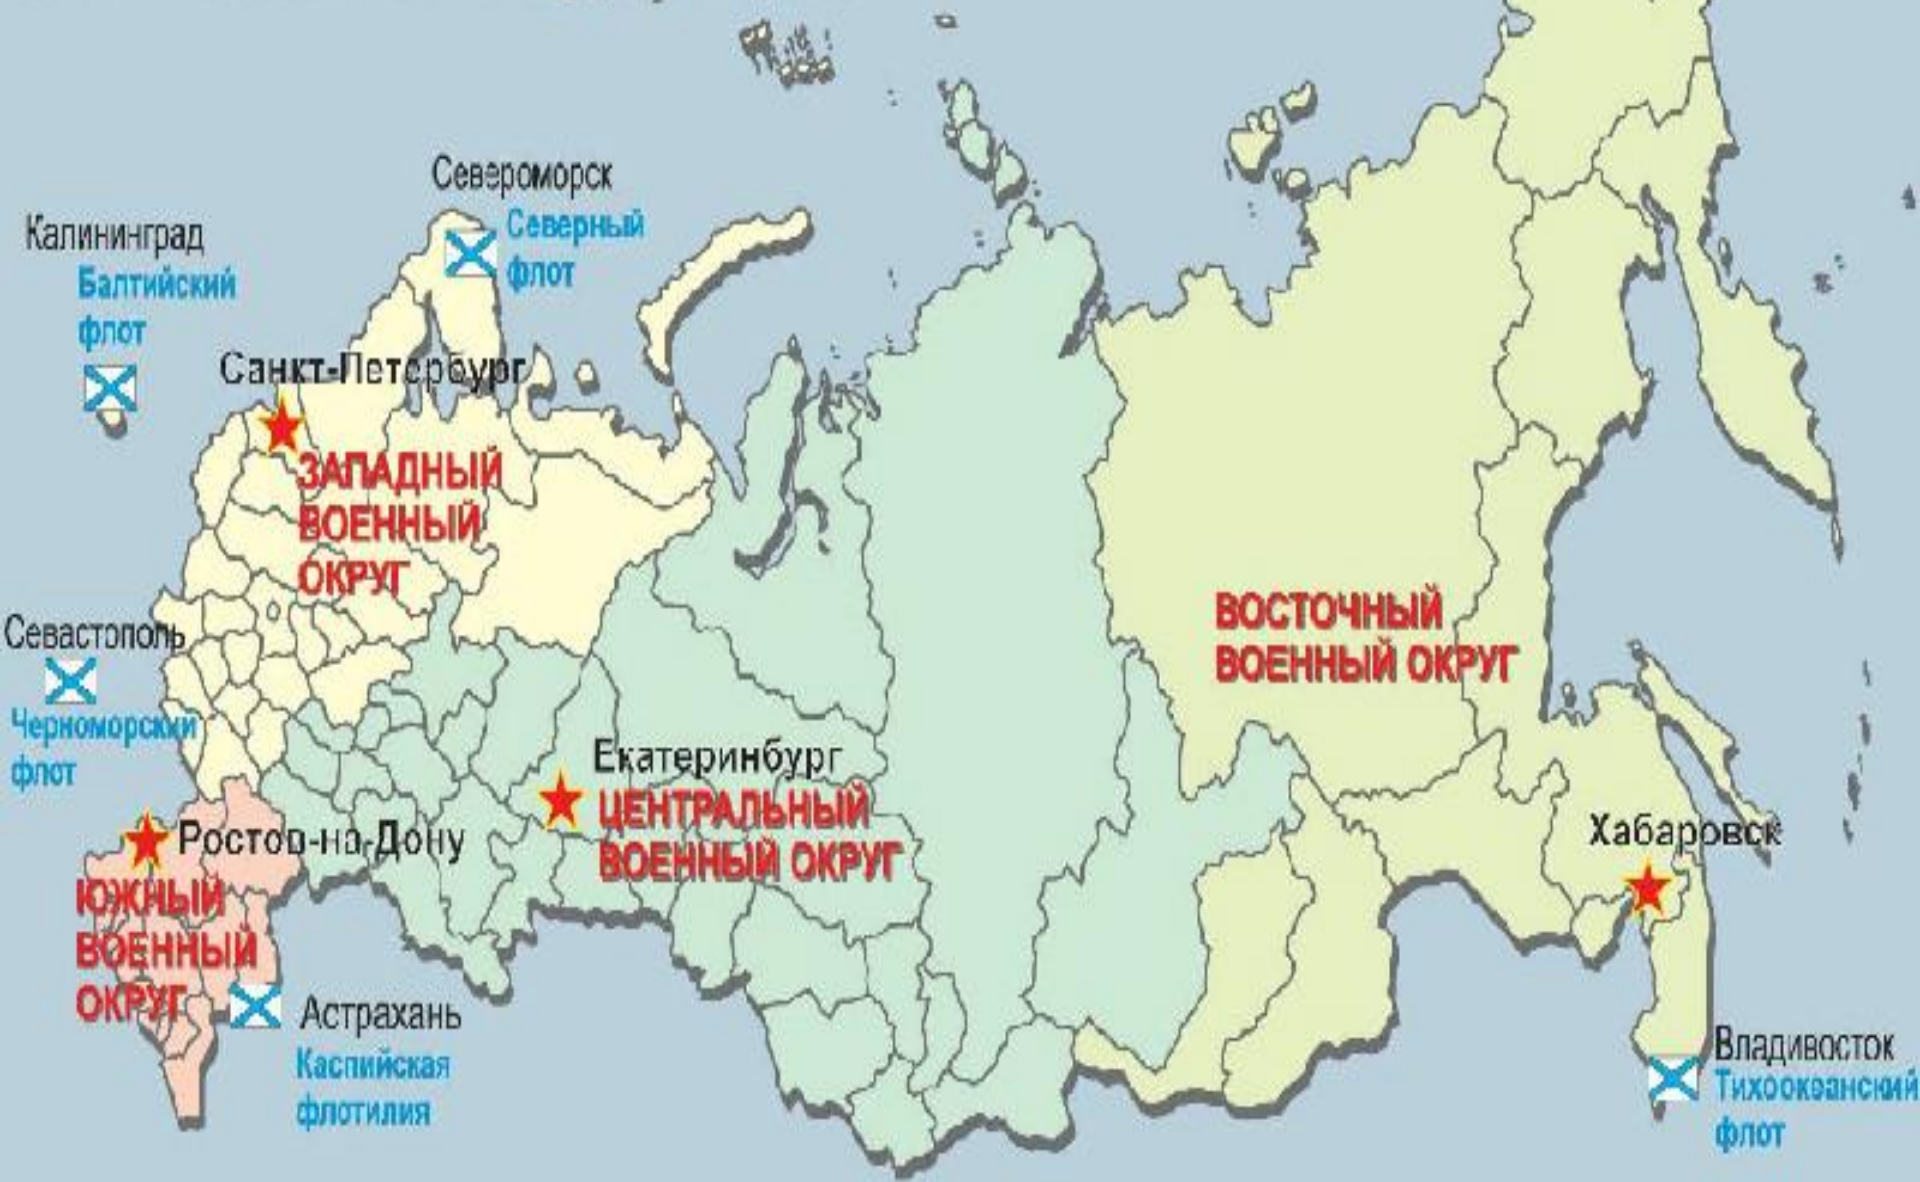 Североморск
Северный
флот
Калининград
Балтийский
флот
Санкт-Петербург
ЗАПАДНЫЙ
ВОЕННЫЙ
ОКРУГ
Севастополь
Черноморский
флот
Екатеринбург
ЦЕНТРАЛЬНЫЙ
ВОЕННЫЙ ОКРУГ
Ростов-на-Дону
ЮЖНЫЙ
ВОЕННЫЙ
ОКРУГ
Астрахань
Каспийская
флотилия
ВОСТОЧНЫЙ
ВОЕННЫЙ ОКРУГ
Хабаровск
Владивосток
Тихоокеанский
флот